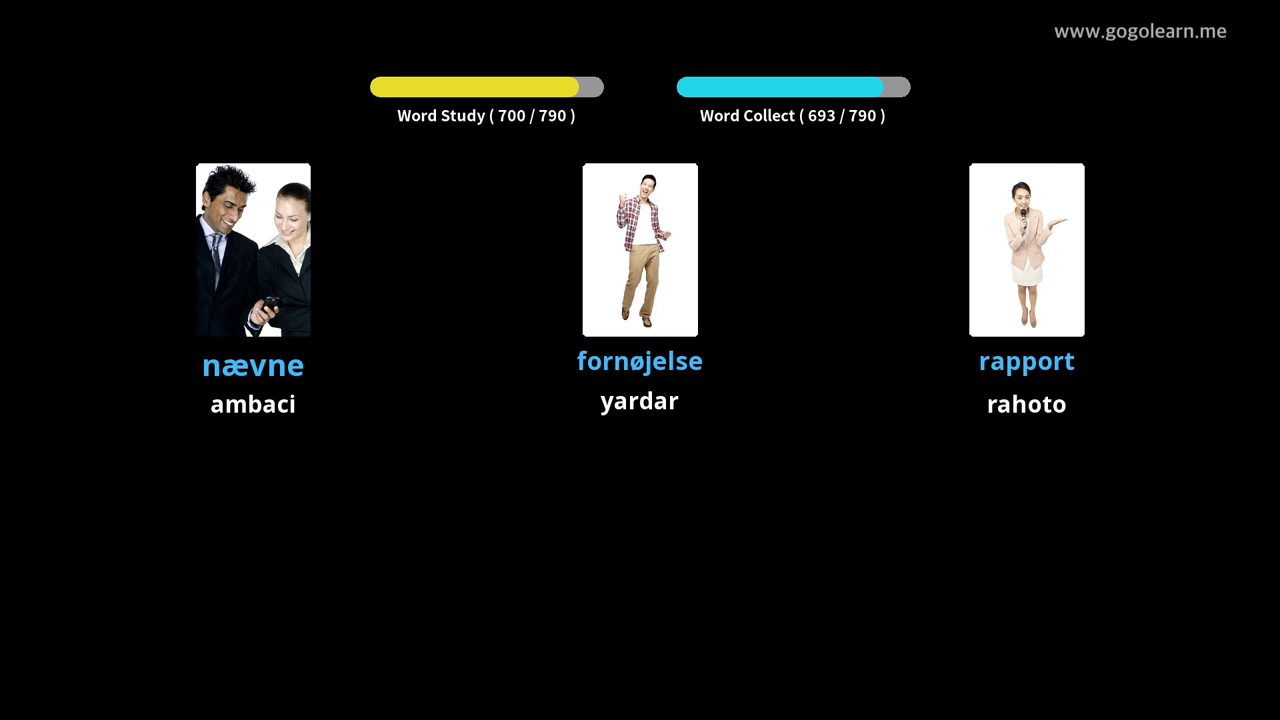 www.gogolearn.me
Word Study ( 700 / 790 )
Word Collect ( 693 / 790 )
nævne
fornøjelse
rapport
ambaci
yardar
rahoto